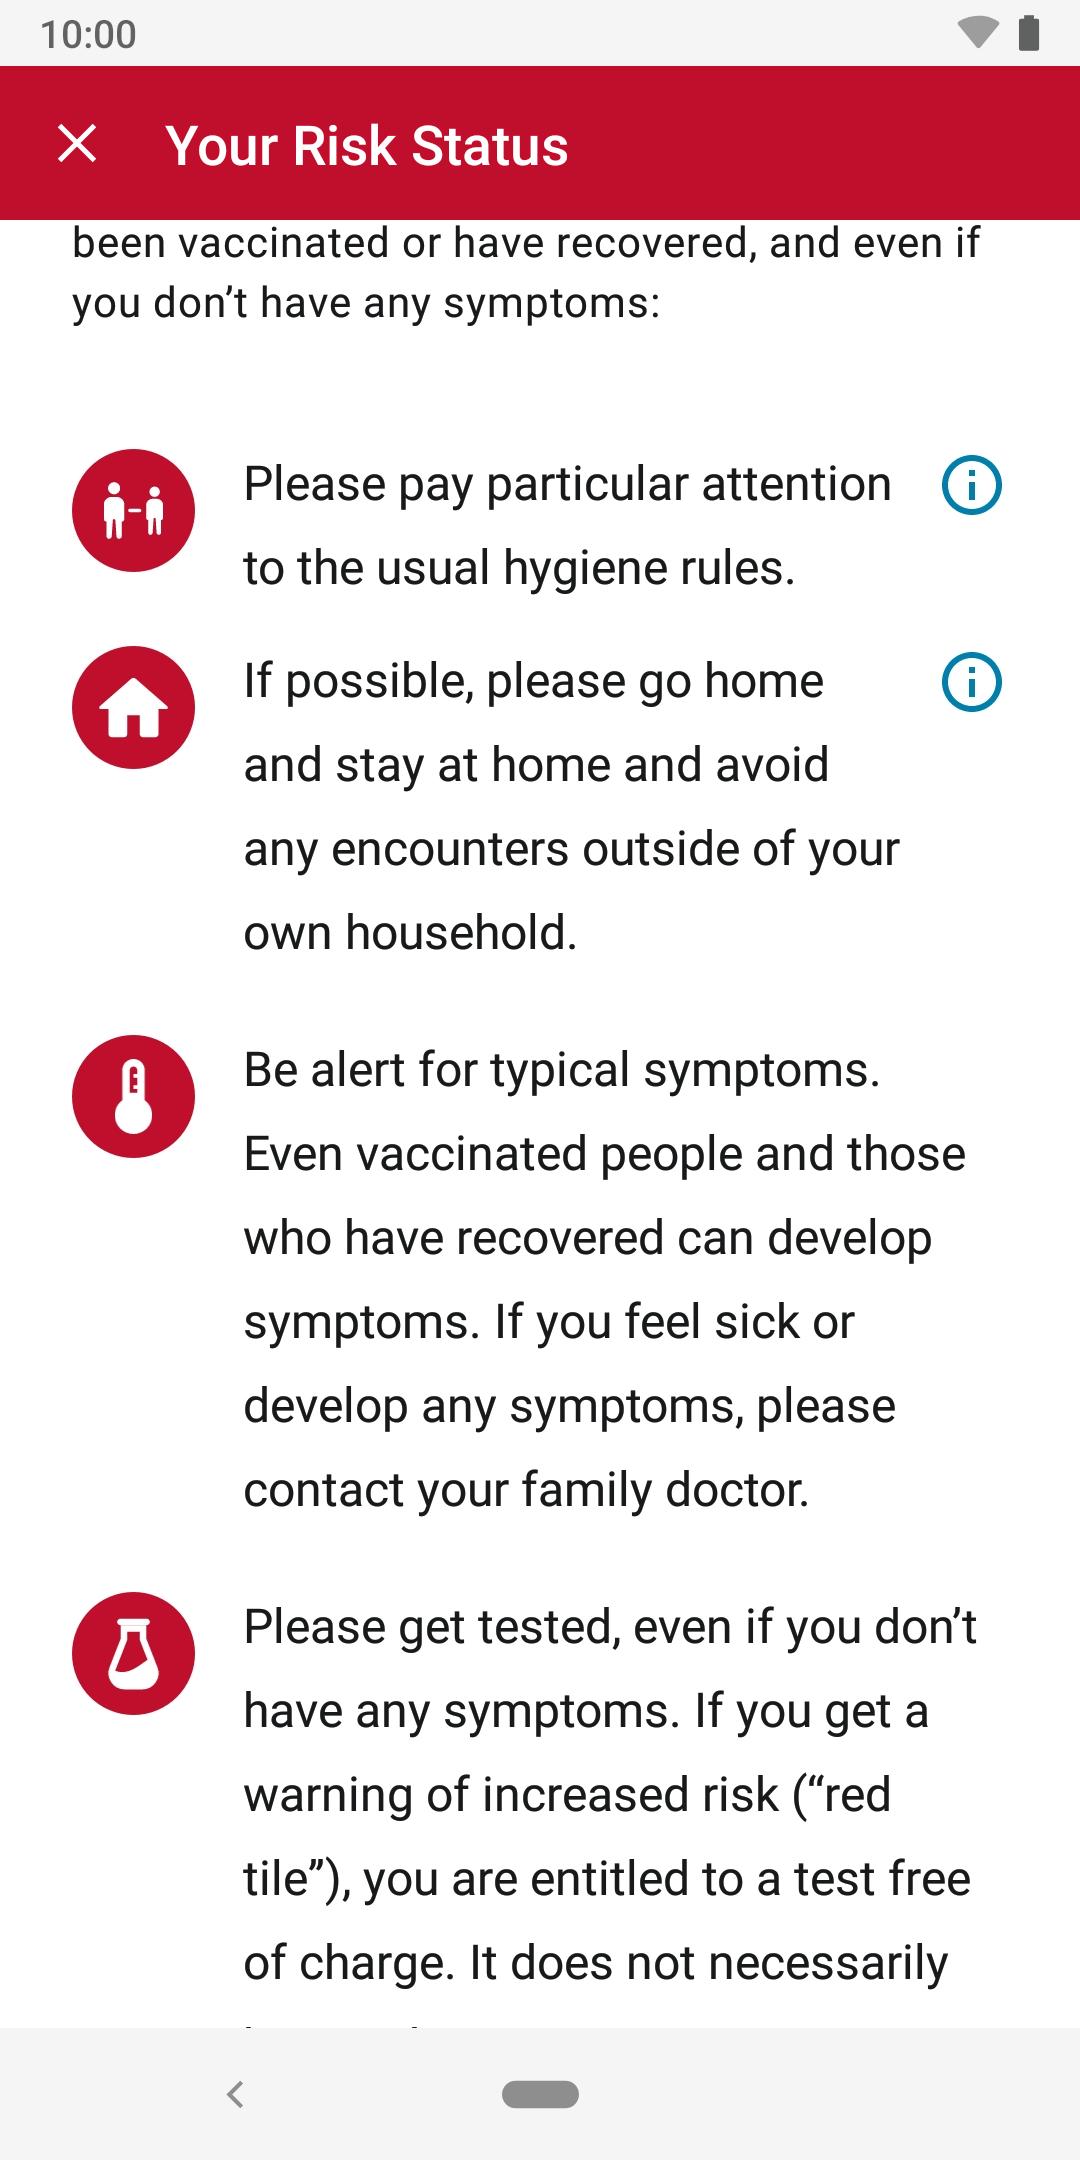 10:00
Your Risk Status
been vaccinated or have recovered, and even if
you don’t have any symptoms:
Please pay particular attention
to the usual hygiene rules.
If possible, please go home
and stay at home and avoid
any encounters outside of your
own household.
Be alert for typical symptoms.
Even vaccinated people and those
who have recovered can develop
symptoms. If you feel sick or
develop any symptoms, please
contact your family doctor.
Please get tested, even if you don’t
have any symptoms. If you get a
warning of increased risk (“red
tile”), you are entitled to a test free
of charge. It does not necessarily